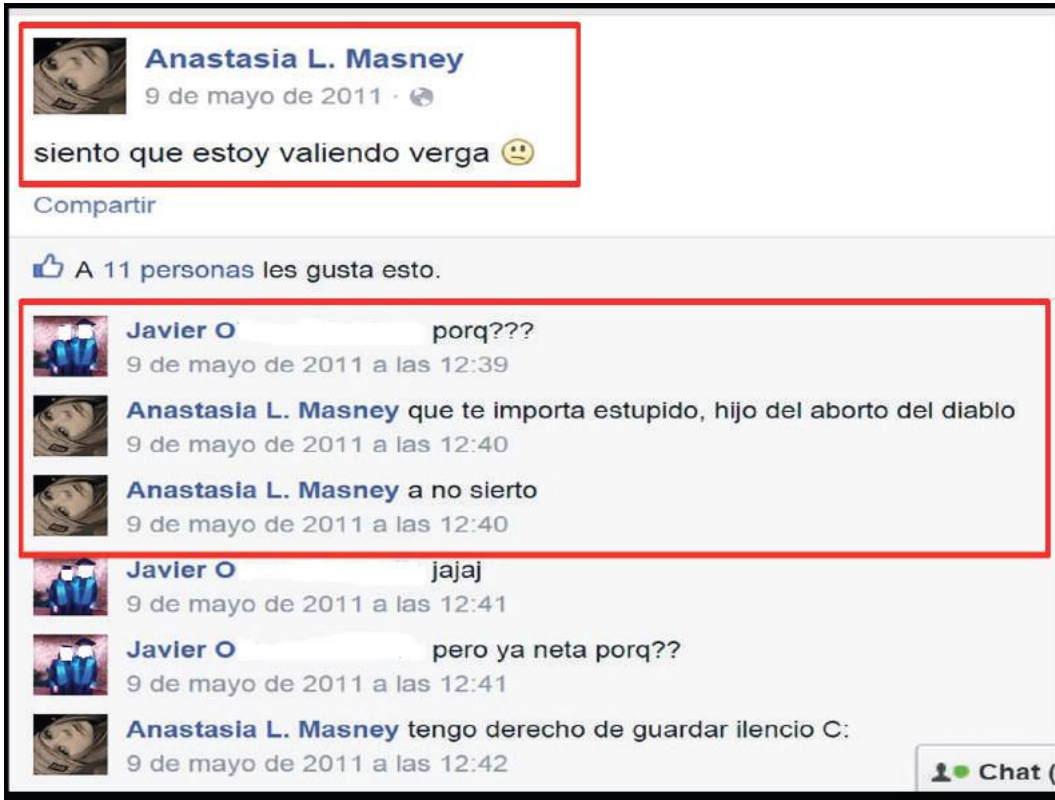 Anastasia L. Masney
9 de mayo de 2011 ·
siento que estoy valiendo verga
Compartir
A 11 personas les gusta esto.
Javier O porq???
9 de mayo de 2011 a las 12:39
Anastasia L. Masney que te importa estupido, hijo del aborto del diablo
9 de mayo de 2011 a las 12:40
Anastasia L. Masney a no sierto
9 de mayo de 2011 a las 12:40
Javier O jajaj
9 de mayo de 2011 a las 12:41
Javier O pero ya neta porq??
9 de mayo de 2011 a las 12:41
Anastasia L. Masney tengo derecho de guardar ilencio C:
9 de mayo de 2011 a las 12:42
Chat (